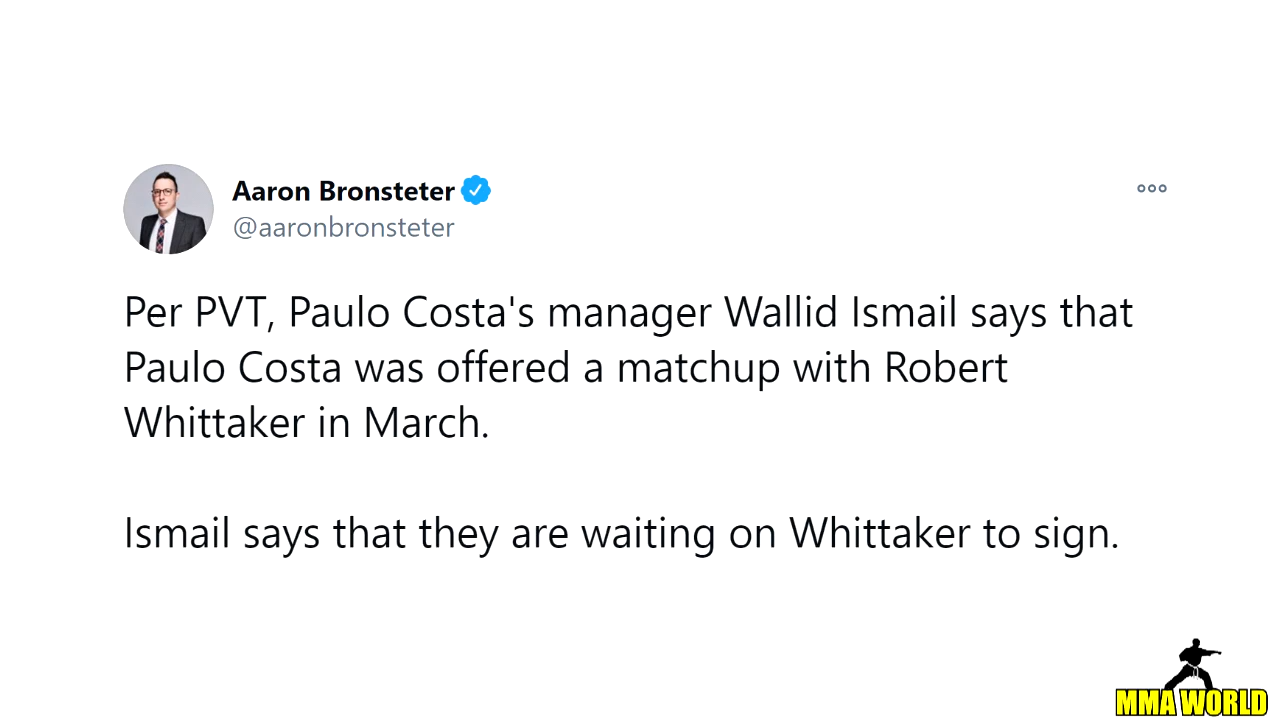 Aaron Bronsteter
@aaronbronsteter
Per PVT, Paulo Costa's manager Wallid Ismail says that
Paulo Costa was offered a matchup with Robert
Whittaker in March.
Ismail says that they are waiting on Whittaker to sign.
MMA WORLD